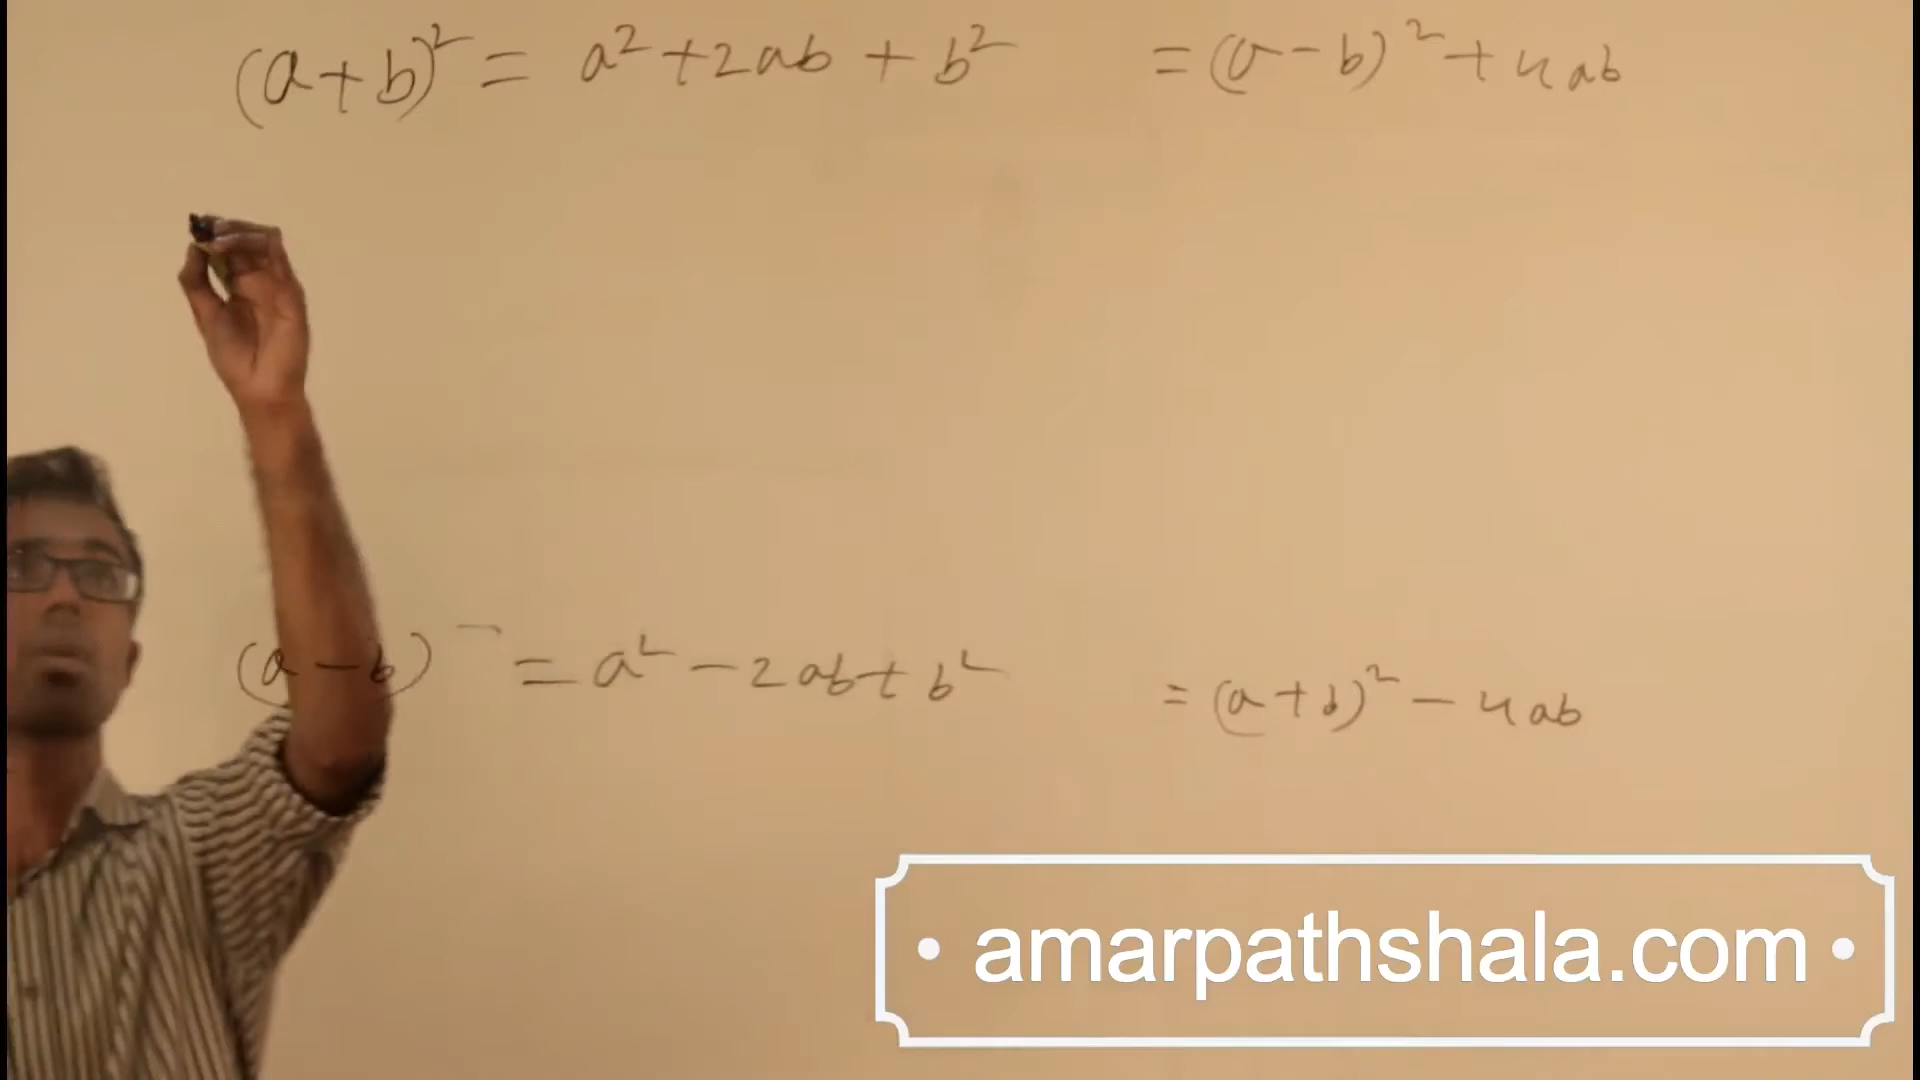 (a+b)² = a² + 2ab + b² = (a-b)² + 4ab
(a-b)² = a² - 2ab + b² = (a+b)² - 4ab
• amarpathshala.com •